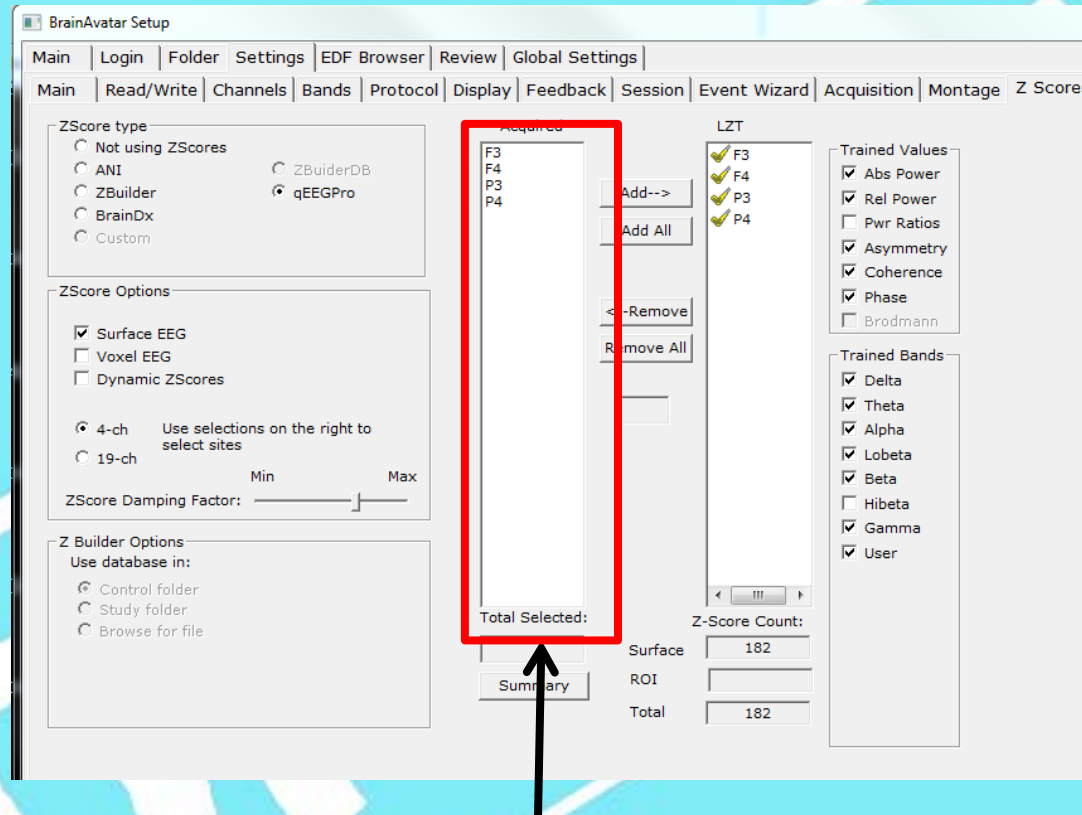 BrainAvatar Setup
Main Login Folder Settings EDF Browser Review Global Settings
Main Read/Write Channels Bands Protocol Display Feedback Session Event Wizard Acquisition Montage Z Score
ZScore type
Not using ZScores
ANI ZBuiderDB
ZBuilder qEEGPro
BrainDx
Custom
ZScore Options
Surface EEG
Voxel EEG
Dynamic ZScores
4-ch Use selections on the right to
select sites
19-ch
Min Max
ZScore Damping Factor:
Z Builder Options
Use database in:
Control folder
Study folder
Browse for file
Acquired
F3
F4
P3
P4
Total Selected:
Summary
Add-->
Add All
<--Remove
Remove All
LZT
F3
F4
P3
P4
Z-Score Count:
Surface 182
ROI
Total 182
Trained Values
Abs Power
Rel Power
Pwr Ratios
Asymmetry
Coherence
Phase
Brodmann
Trained Bands
Delta
Theta
Alpha
Lobeta
Beta
Hibeta
Gamma
User